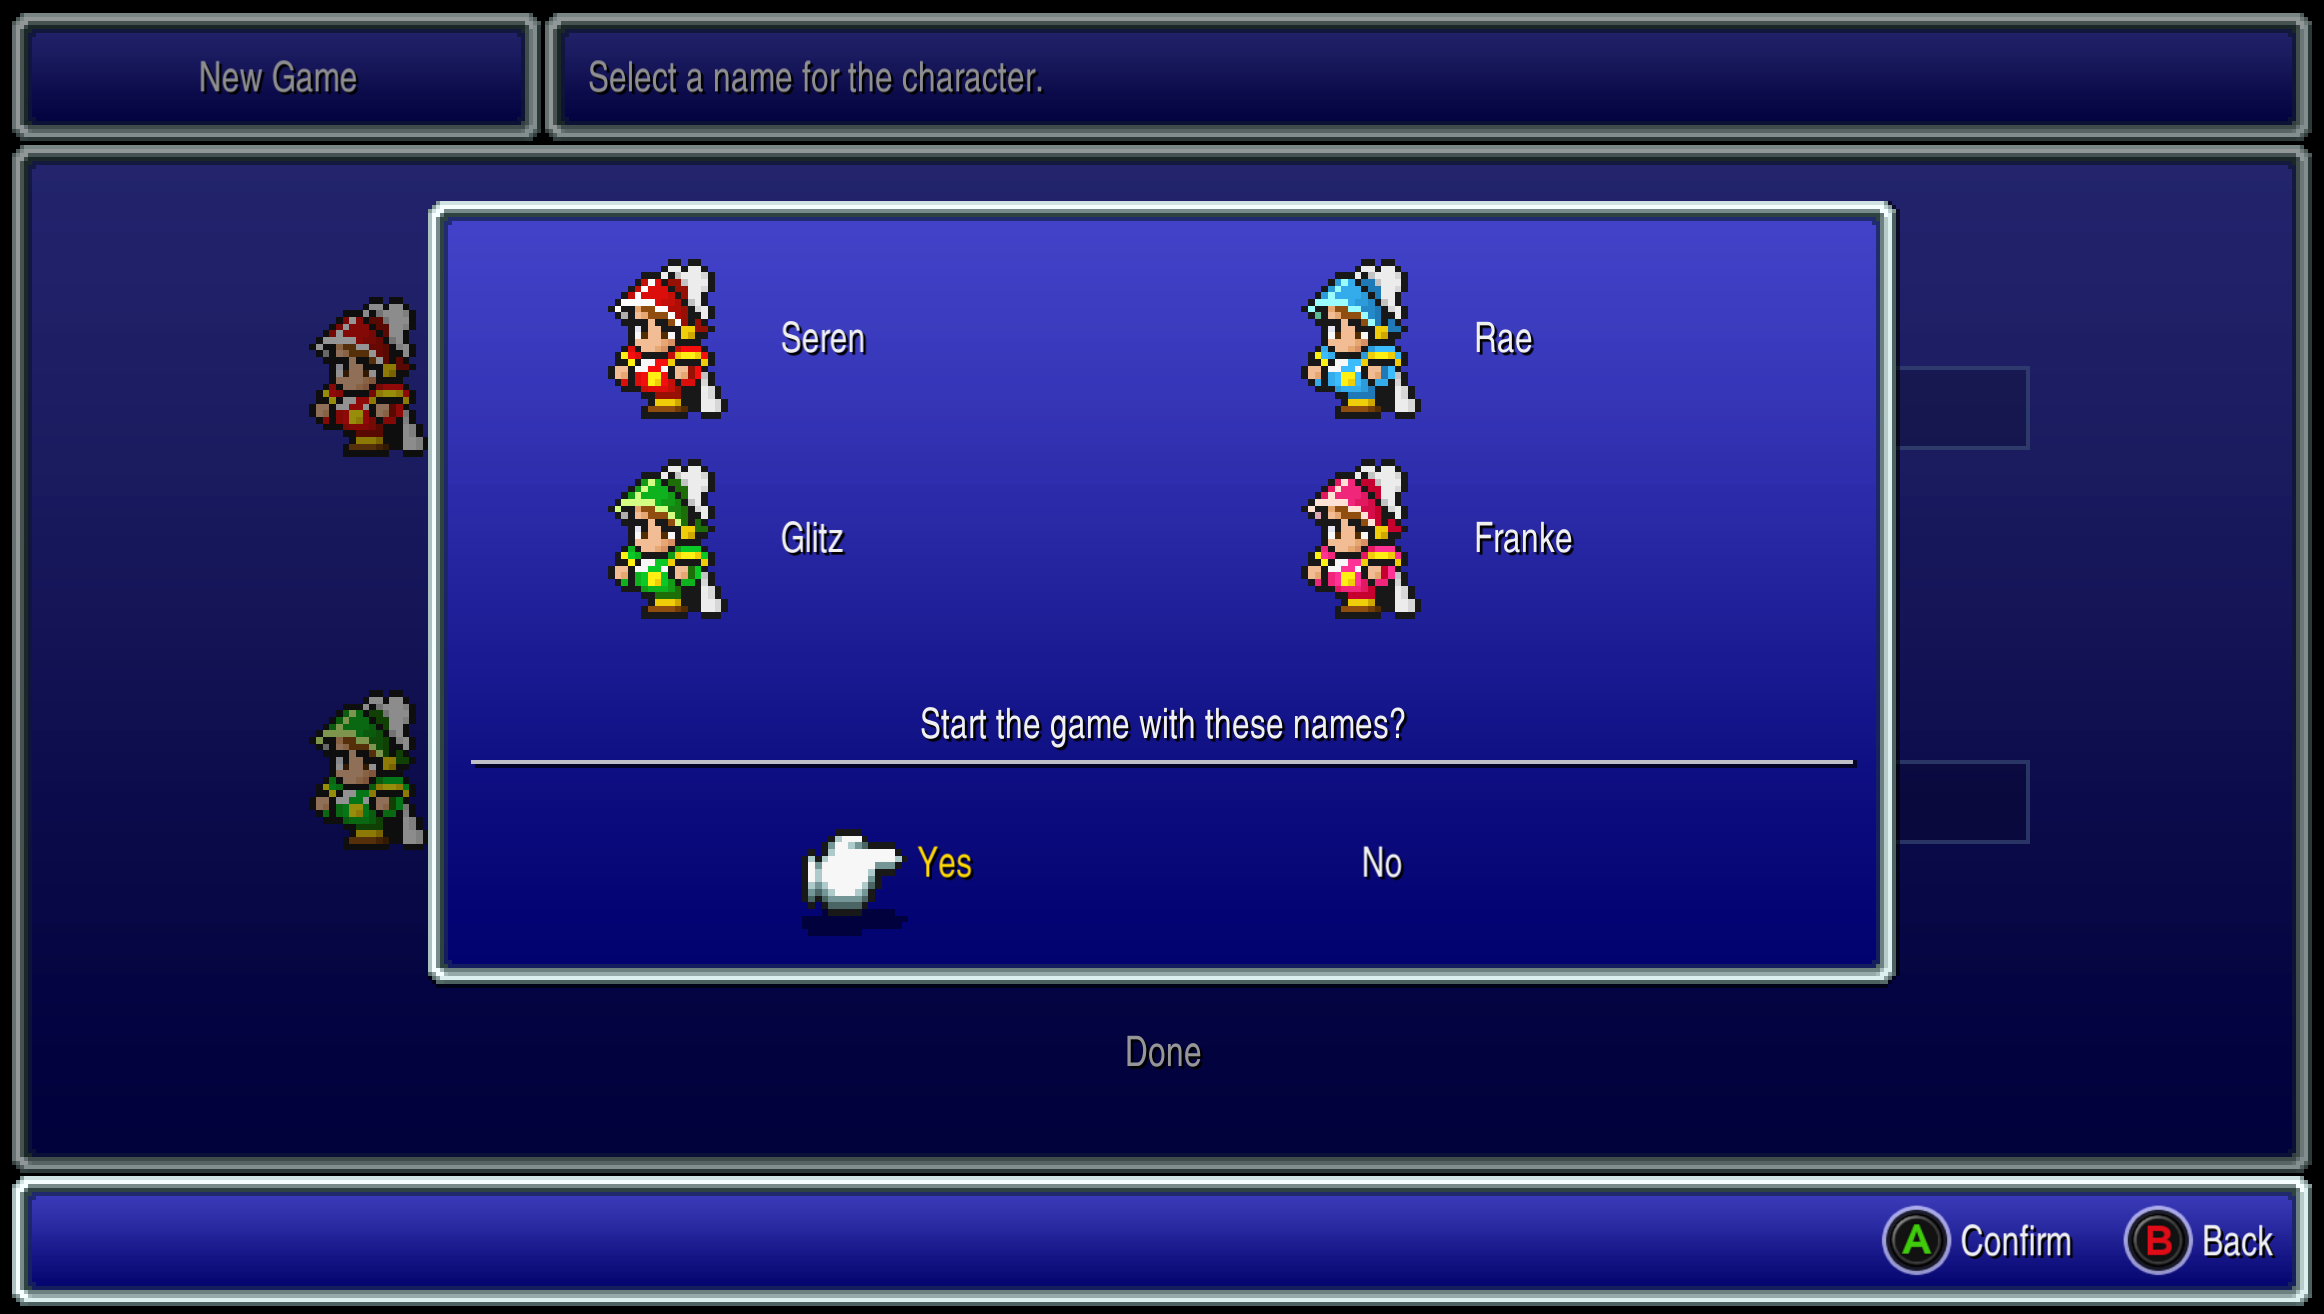 New Game
Select a name for the character.
Seren
Rae
Glitz
Franke
Start the game with these names?
Yes
No
Done
A Confirm
B Back